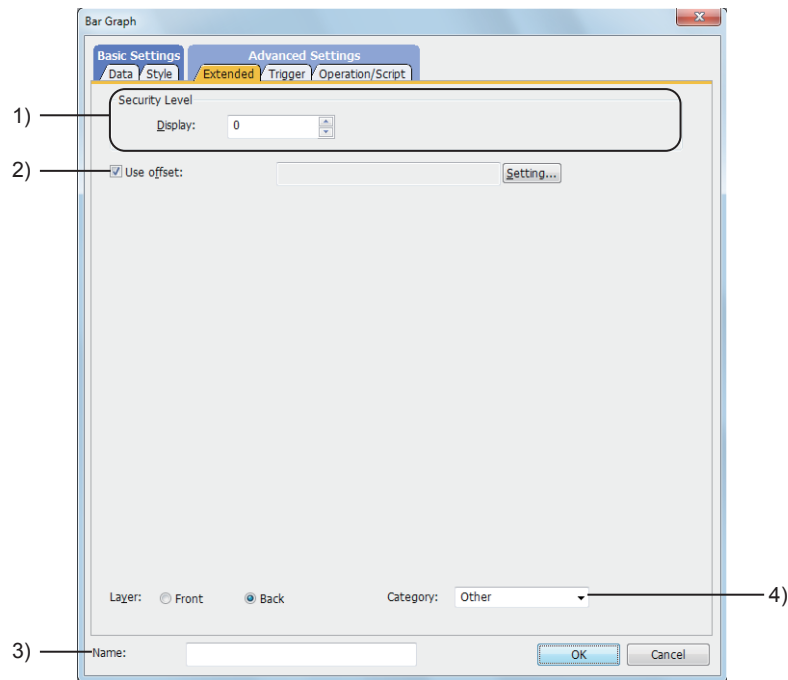 Bar Graph
Basic Settings
Advanced Settings
Data
Style
Extended
Trigger
Operation/Script
1)
Security Level
Display:
0
2)
Use offset:
Setting...
Layer:
Front
Back
Category:
Other
4)
3)
Name:
OK
Cancel